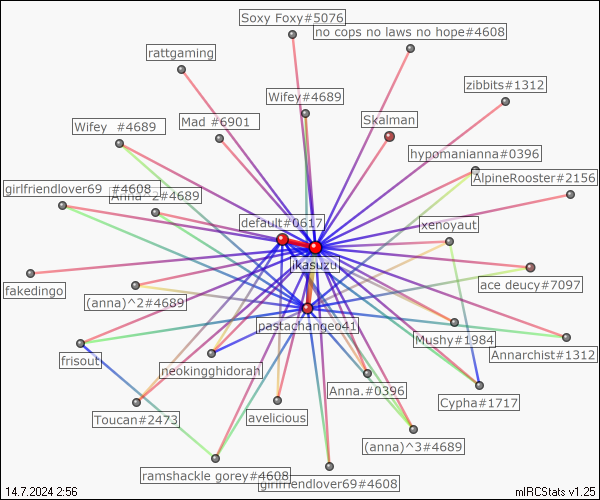 Soxy Foxy#5076
no cops no laws no hope#4608
rattgaming
zibbits#1312
Wifey#4689
Skalman
Mad #6901
Wifey #4689
hypomanianna#0396
AlpineRooster#2156
girlfriendlover69 #4608
Anna^2#4689
default#0617
xenoyaut
ikasuzu
fakedingo
(anna)^2#4689
ace deucy#7097
pastachangeo41
Mushy#1984
Annarchist#1312
frisout
neokingghidorah
Anna.#0396
Cypha#1717
Toucan#2473
avelicious
(anna)^3#4689
ramshackle gorey#4608
girlfriendlover69#4608
14.7.2024 2:56
mIRCStats v1.25